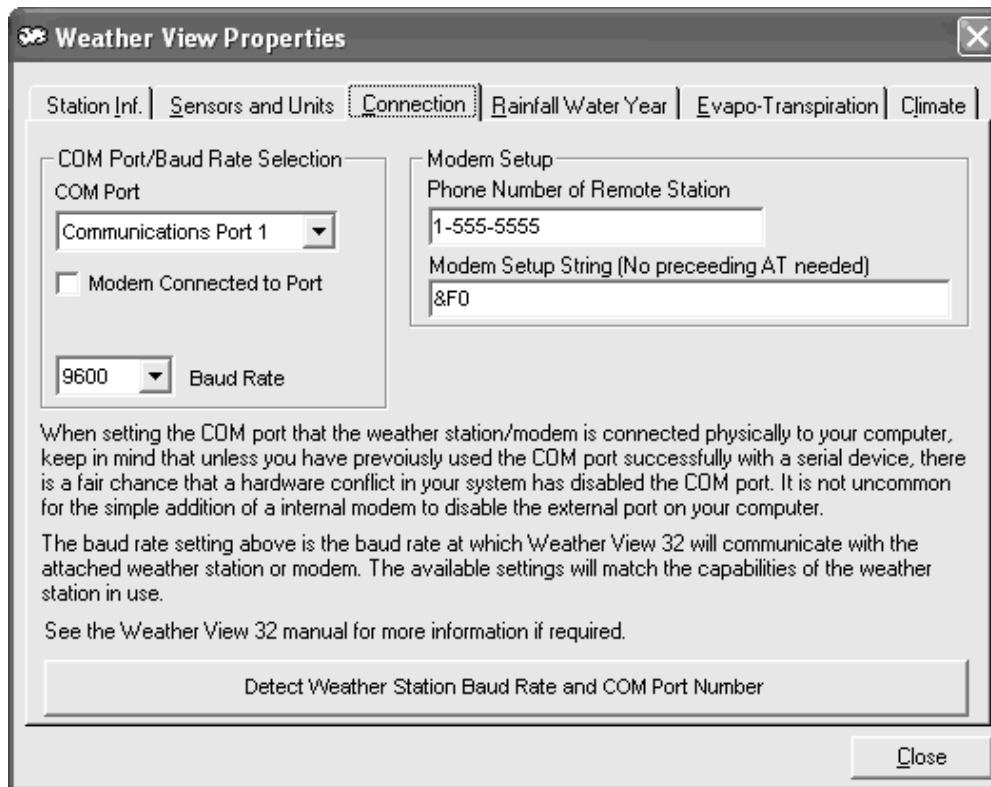 Weather View Properties
Station Inf. Sensors and Units Connection Rainfall Water Year Evapo-Transpiration Climate
COM Port/Baud Rate Selection
COM Port
Communications Port 1
Modem Connected to Port
9600 Baud Rate
Modem Setup
Phone Number of Remote Station
1-555-5555
Modem Setup String (No preceeding AT needed)
&F0
When setting the COM port that the weather station/modem is connected physically to your computer,
keep in mind that unless you have prevoiusly used the COM port successfully with a serial device, there
is a fair chance that a hardware conflict in your system has disabled the COM port. It is not uncommon
for the simple addition of a internal modem to disable the external port on your computer.
The baud rate setting above is the baud rate at which Weather View 32 will communicate with the
attached weather station or modem. The available settings will match the capabilities of the weather
station in use.
See the Weather View 32 manual for more information if required.
Detect Weather Station Baud Rate and COM Port Number
Close